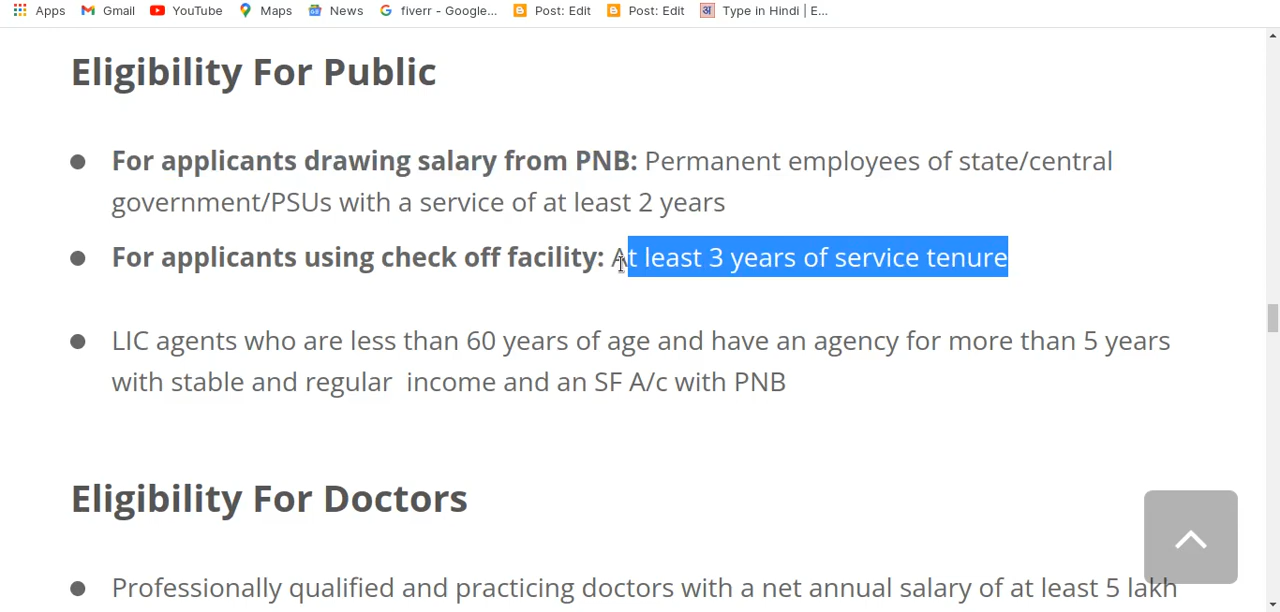 Apps Gmail YouTube Maps News fiverr - Google... Post: Edit Post: Edit अ Type in Hindi | E...
Eligibility For Public
For applicants drawing salary from PNB: Permanent employees of state/central
government/PSUs with a service of at least 2 years
For applicants using check off facility: At least 3 years of service tenure
LIC agents who are less than 60 years of age and have an agency for more than 5 years
with stable and regular income and an SF A/c with PNB
Eligibility For Doctors
Professionally qualified and practicing doctors with a net annual salary of at least 5 lakh